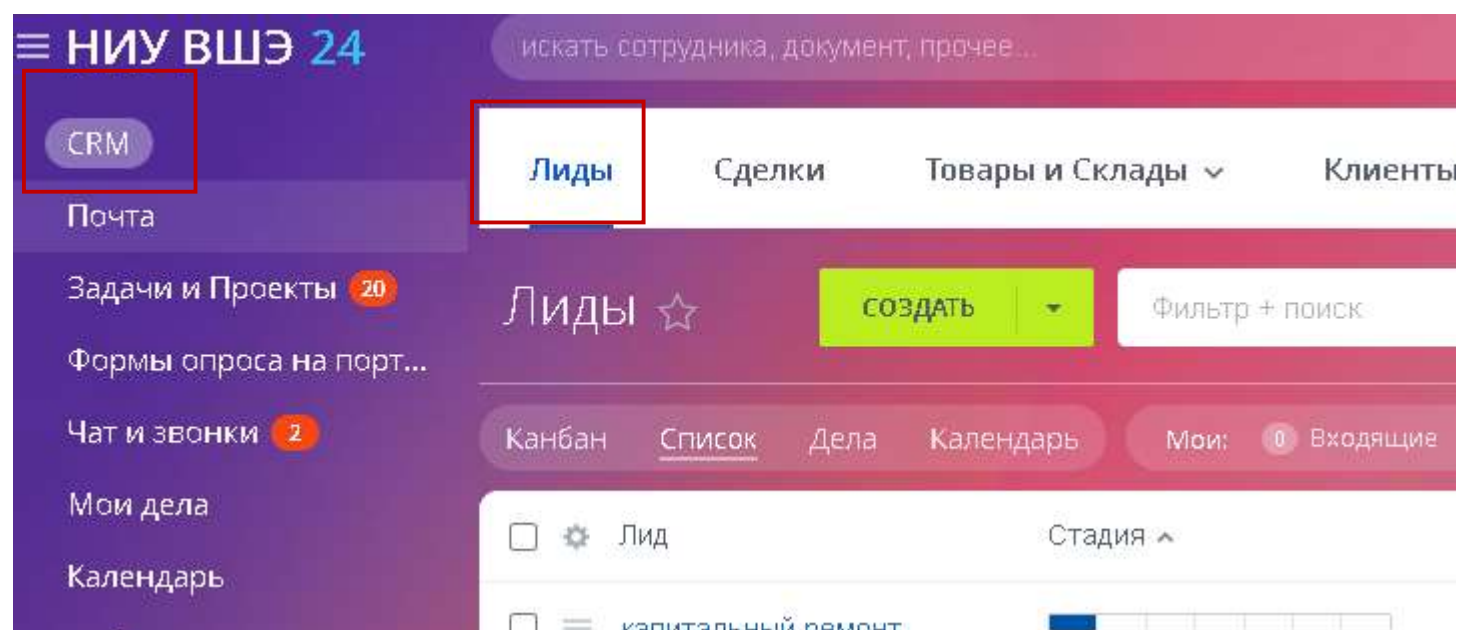 НИУ ВШЭ 24
искать сотрудника, документ, прочее...
CRM
Почта
Задачи и Проекты 20
Формы опроса на порт...
Чат и звонки 2
Мои дела
Календарь
Лиды Сделки Товары и Склады Клиенты
Лиды СОЗДАТЬ Фильтр + поиск
Канбан Список Дела Календарь Мои: 0 Входящие
Лид Стадия
капитальный ремонт